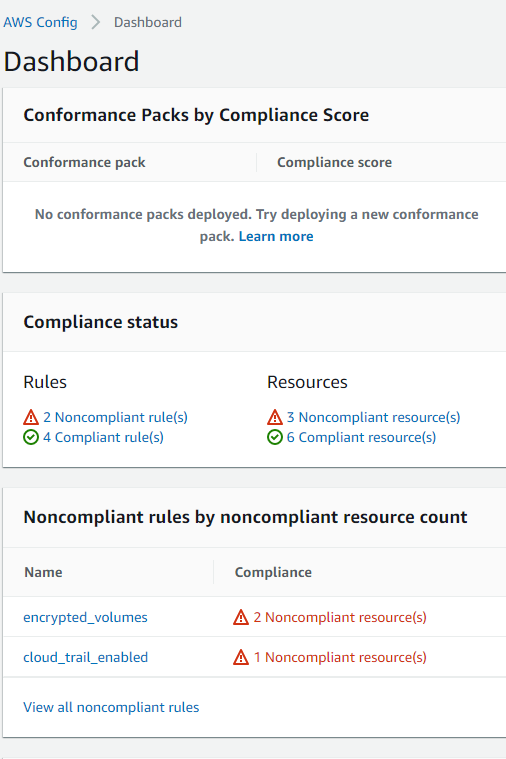 AWS Config > Dashboard
Dashboard
Conformance Packs by Compliance Score
Conformance pack Compliance score
No conformance packs deployed. Try deploying a new conformance
pack. Learn more
Compliance status
Rules Resources
2 Noncompliant rule(s) 3 Noncompliant resource(s)
4 Compliant rule(s) 6 Compliant resource(s)
Noncompliant rules by noncompliant resource count
Name Compliance
encrypted_volumes 2 Noncompliant resource(s)
cloud_trail_enabled 1 Noncompliant resource(s)
View all noncompliant rules